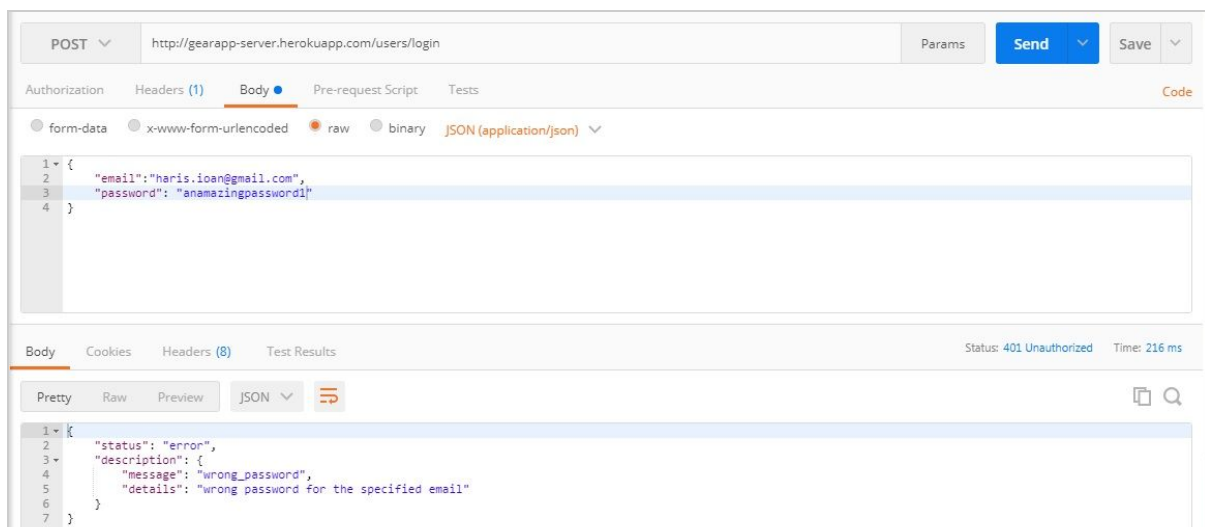 POST http://gearapp-server.herokuapp.com/users/login Params Send Save
Authorization Headers (1) Body Pre-request Script Tests Code
form-data x-www-form-urlencoded raw binary JSON (application/json)
1 {
2 "email":"haris.ioan@gmail.com",
3 "password": "anamazingpassword1"
4 }
Body Cookies Headers (8) Test Results Status: 401 Unauthorized Time: 216 ms
Pretty Raw Preview JSON
1 {
2 "status": "error",
3 "description": {
4 "message": "wrong_password",
5 "details": "wrong password for the specified email"
6 }
7 }